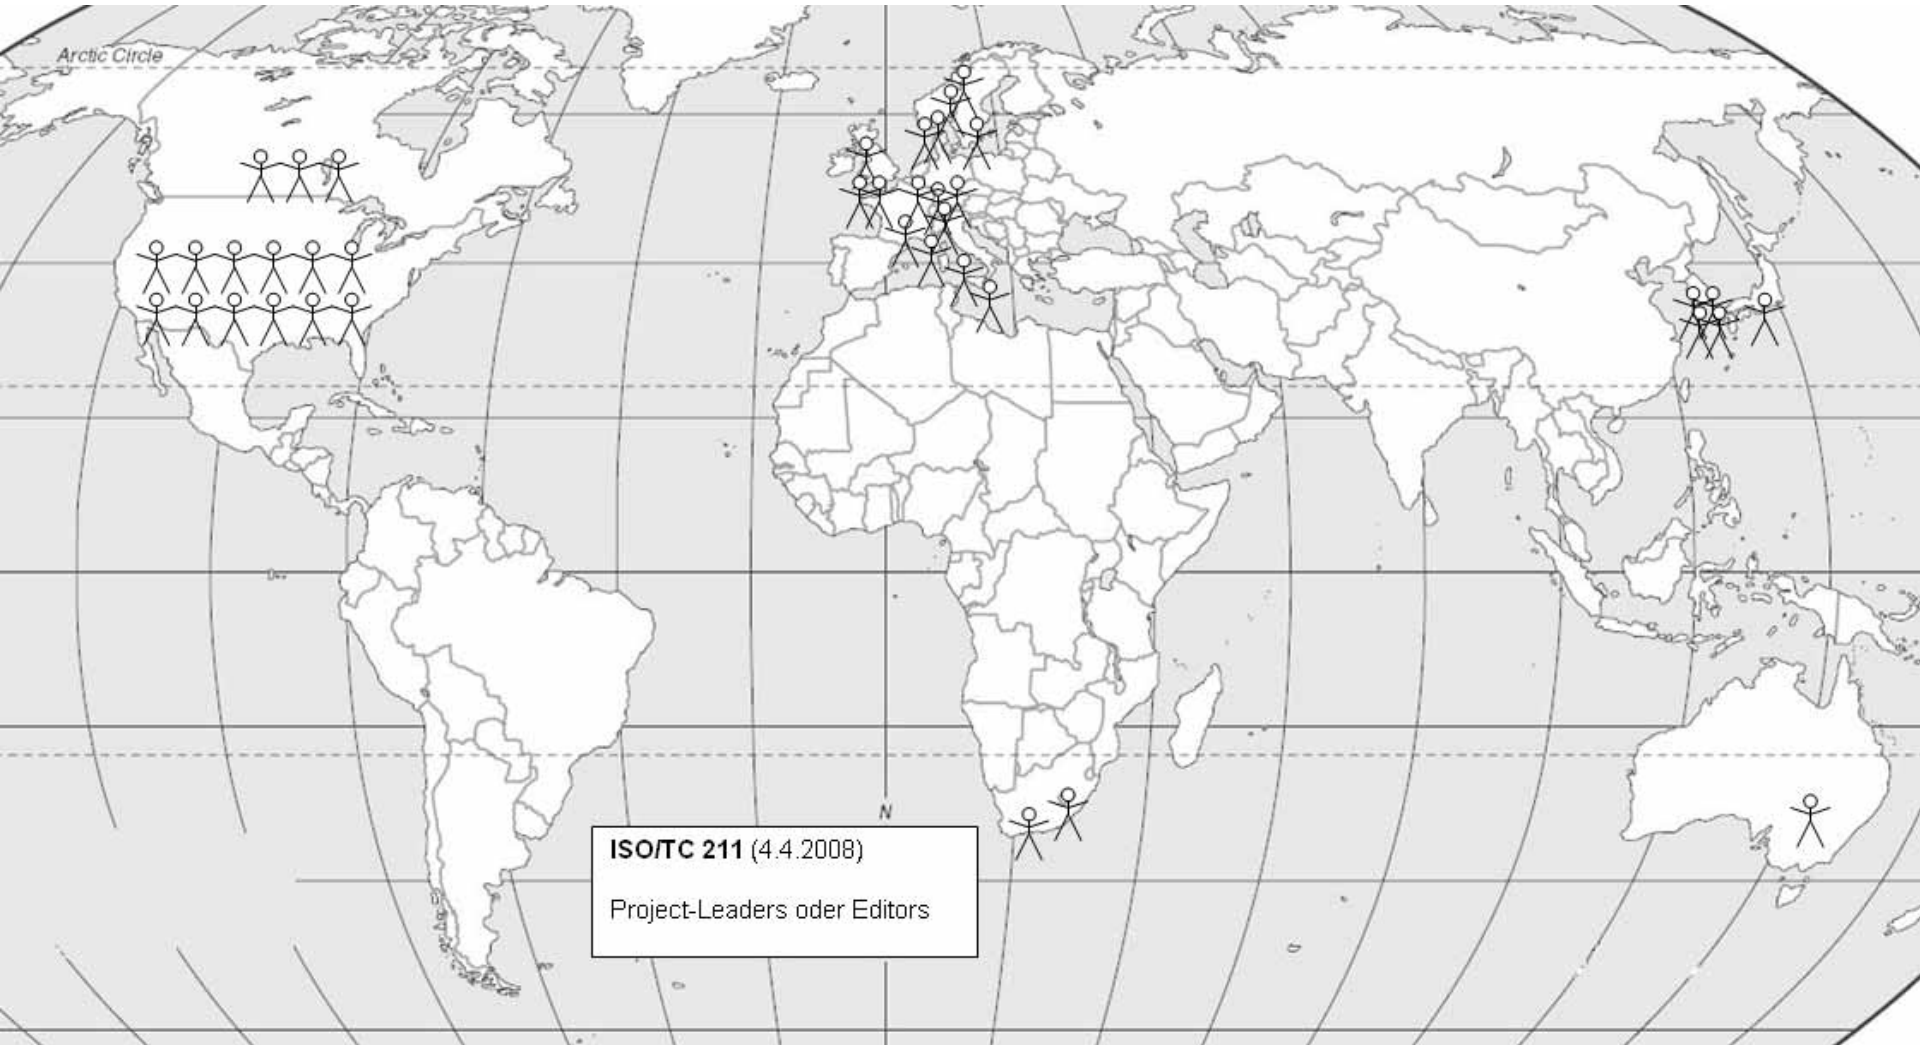 Arctic Circle
N
ISO/TC 211 (4.4.2008)
Project-Leaders oder Editors